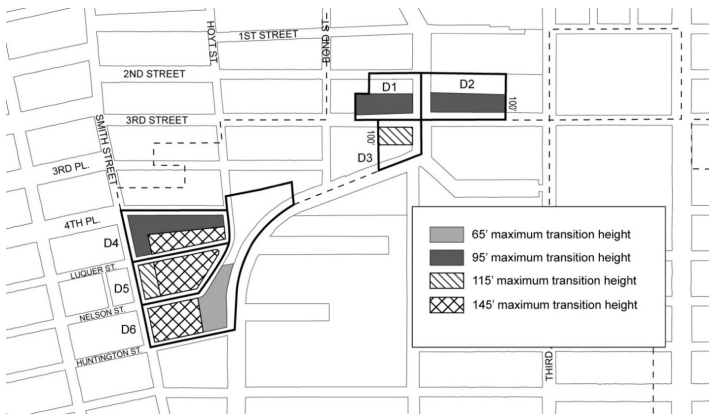 1ST STREET
HOYT ST.
BOND ST.
2ND STREET
D1
D2
100'
3RD STREET
SMITH STREET
100'
D3
3RD PL.
4TH PL.
D4
65' maximum transition height
95' maximum transition height
115' maximum transition height
145' maximum transition height
LUQUER ST.
D5
NELSON ST.
D6
HUNTINGTON ST.
THIRD